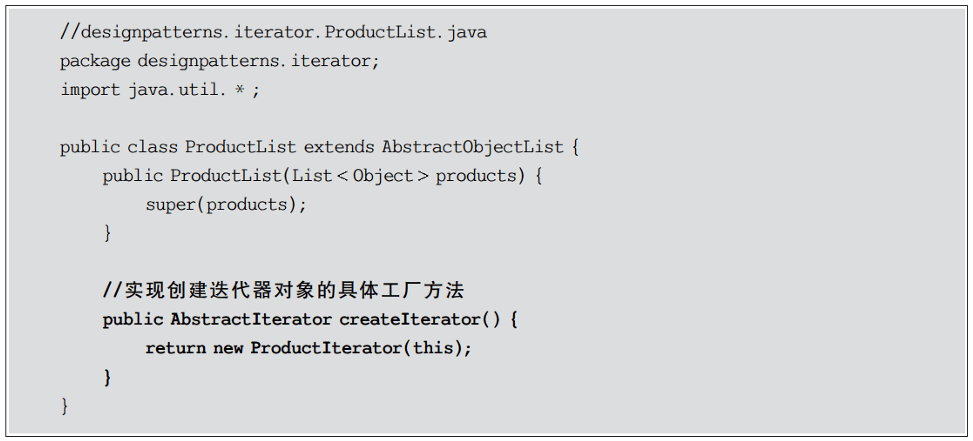 //designpatterns.iterator.ProductList.java
package designpatterns.iterator;
import java.util. * ;
public class ProductList extends AbstractObjectList {
public ProductList(List < Object > products) {
super(products);
}
//实现创建迭代器对象的具体工厂方法
public AbstractIterator createIterator() {
return new ProductIterator(this);
}
}